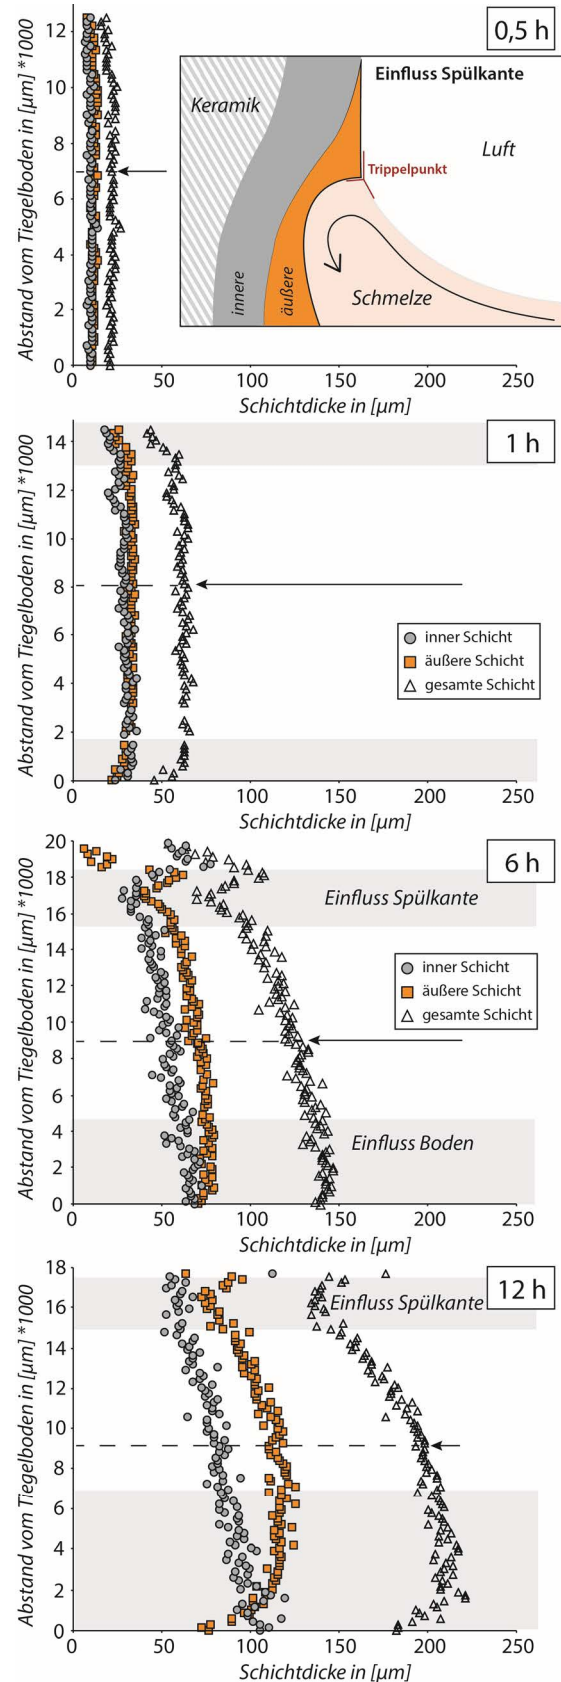 0,5 h
Abstand vom Tiegelboden in [µm] *1000
12
10
8
6
4
2
0
Einfluss Spülkante
Keramik
Luft
Trippelpunkt
innere
äußere
Schmelze
0
50
100
150
200
250
Schichtdicke in [µm]
1 h
Abstand vom Tiegelboden in [µm] *1000
14
12
10
8
6
4
2
0
inner Schicht
äußere Schicht
gesamte Schicht
0
50
100
150
200
250
Schichtdicke in [µm]
6 h
Abstand vom Tiegelboden in [µm] *1000
20
18
16
14
12
10
8
6
4
2
0
Einfluss Spülkante
inner Schicht
äußere Schicht
gesamte Schicht
Einfluss Boden
0
50
100
150
200
250
Schichtdicke in [µm]
12 h
Abstand vom Tiegelboden in [µm] *1000
18
16
14
12
10
8
6
4
2
0
Einfluss Spülkante
0
50
100
150
200
250
Schichtdicke in [µm]